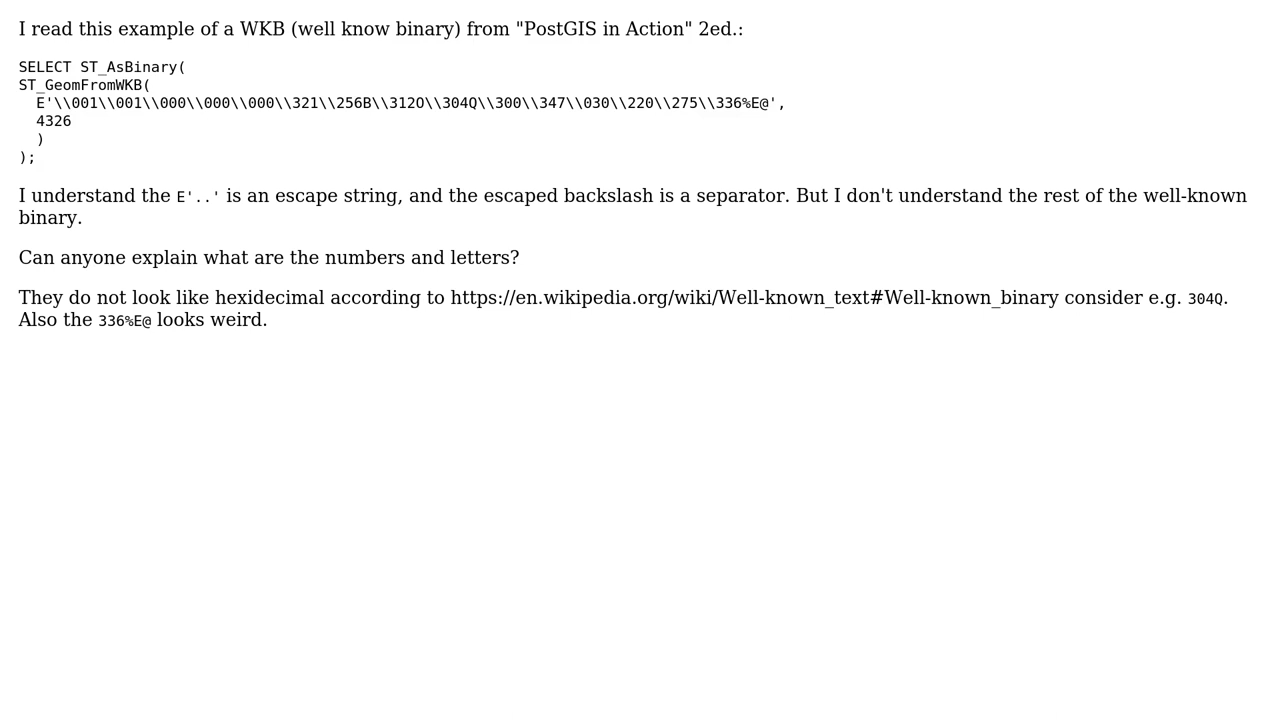 I read this example of a WKB (well know binary) from "PostGIS in Action" 2ed.:
SELECT ST_AsBinary(
ST_GeomFromWKB(
  E'\\001\\001\\000\\000\\000\\321\\256B\\312O\\304Q\\300\\347\\030\\220\\275\\336%E@',
  4326
  )
);
I understand the E'..' is an escape string, and the escaped backslash is a separator. But I don't understand the rest of the well-known
binary.
Can anyone explain what are the numbers and letters?
They do not look like hexidecimal according to https://en.wikipedia.org/wiki/Well-known_text#Well-known_binary consider e.g. 304Q.
Also the 336%E@ looks weird.